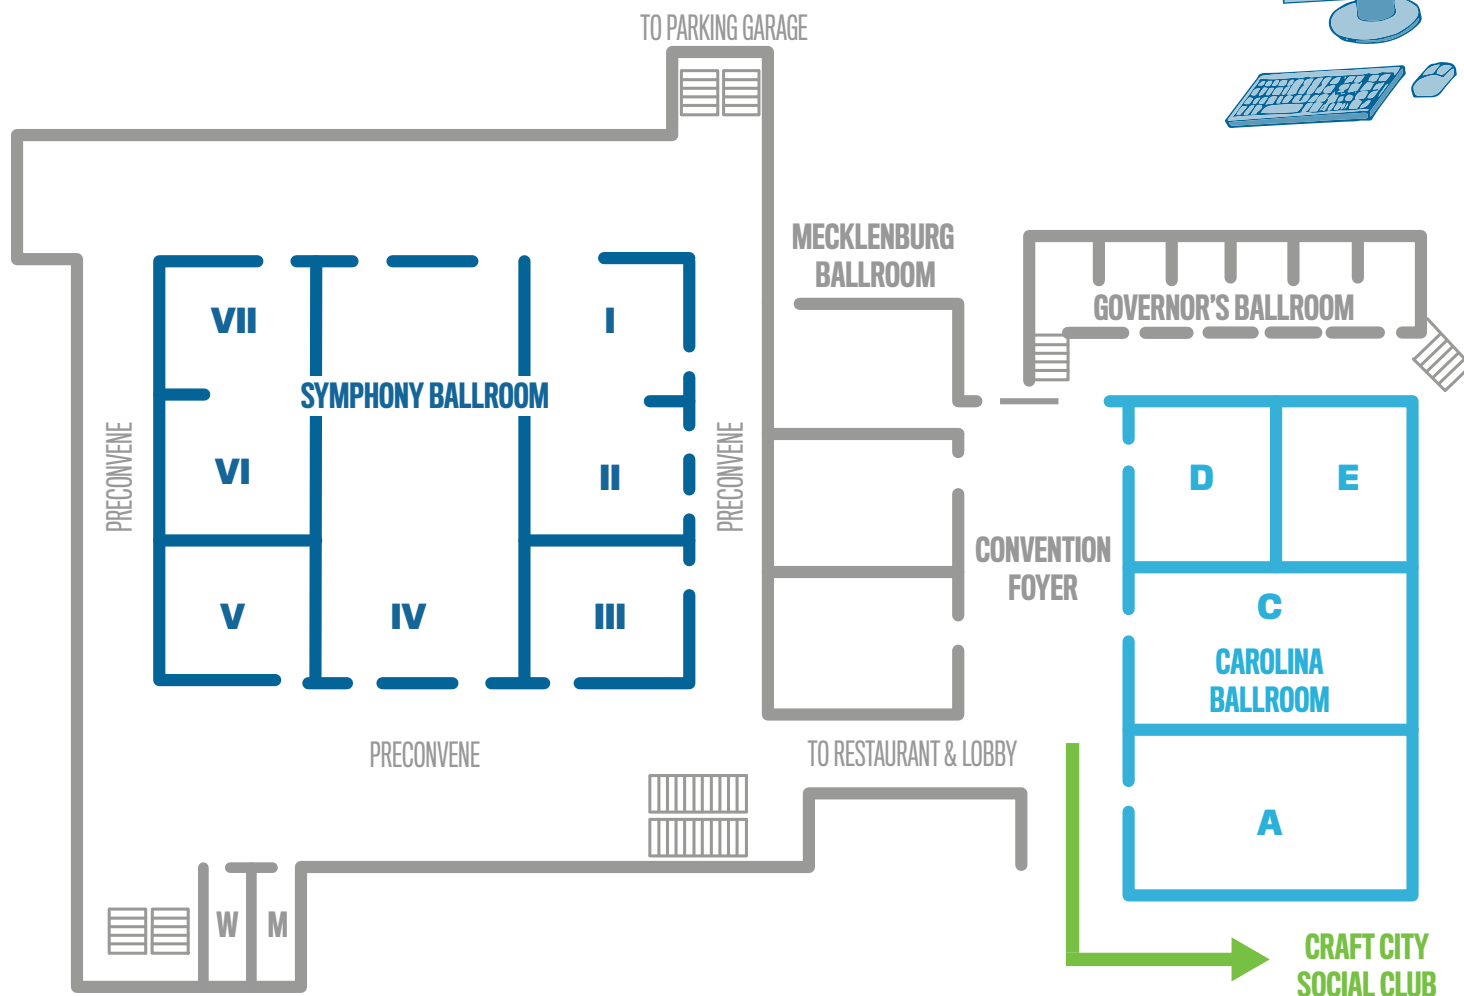 TO PARKING GARAGE
MECKLENBURG
BALLROOM
GOVERNOR'S BALLROOM
VII
I
SYMPHONY BALLROOM
PRECONVENE
PRECONVENE
VI
II
D
E
CONVENTION
FOYER
V
IV
III
C
CAROLINA
BALLROOM
PRECONVENE
TO RESTAURANT & LOBBY
A
W
M
CRAFT CITY
SOCIAL CLUB